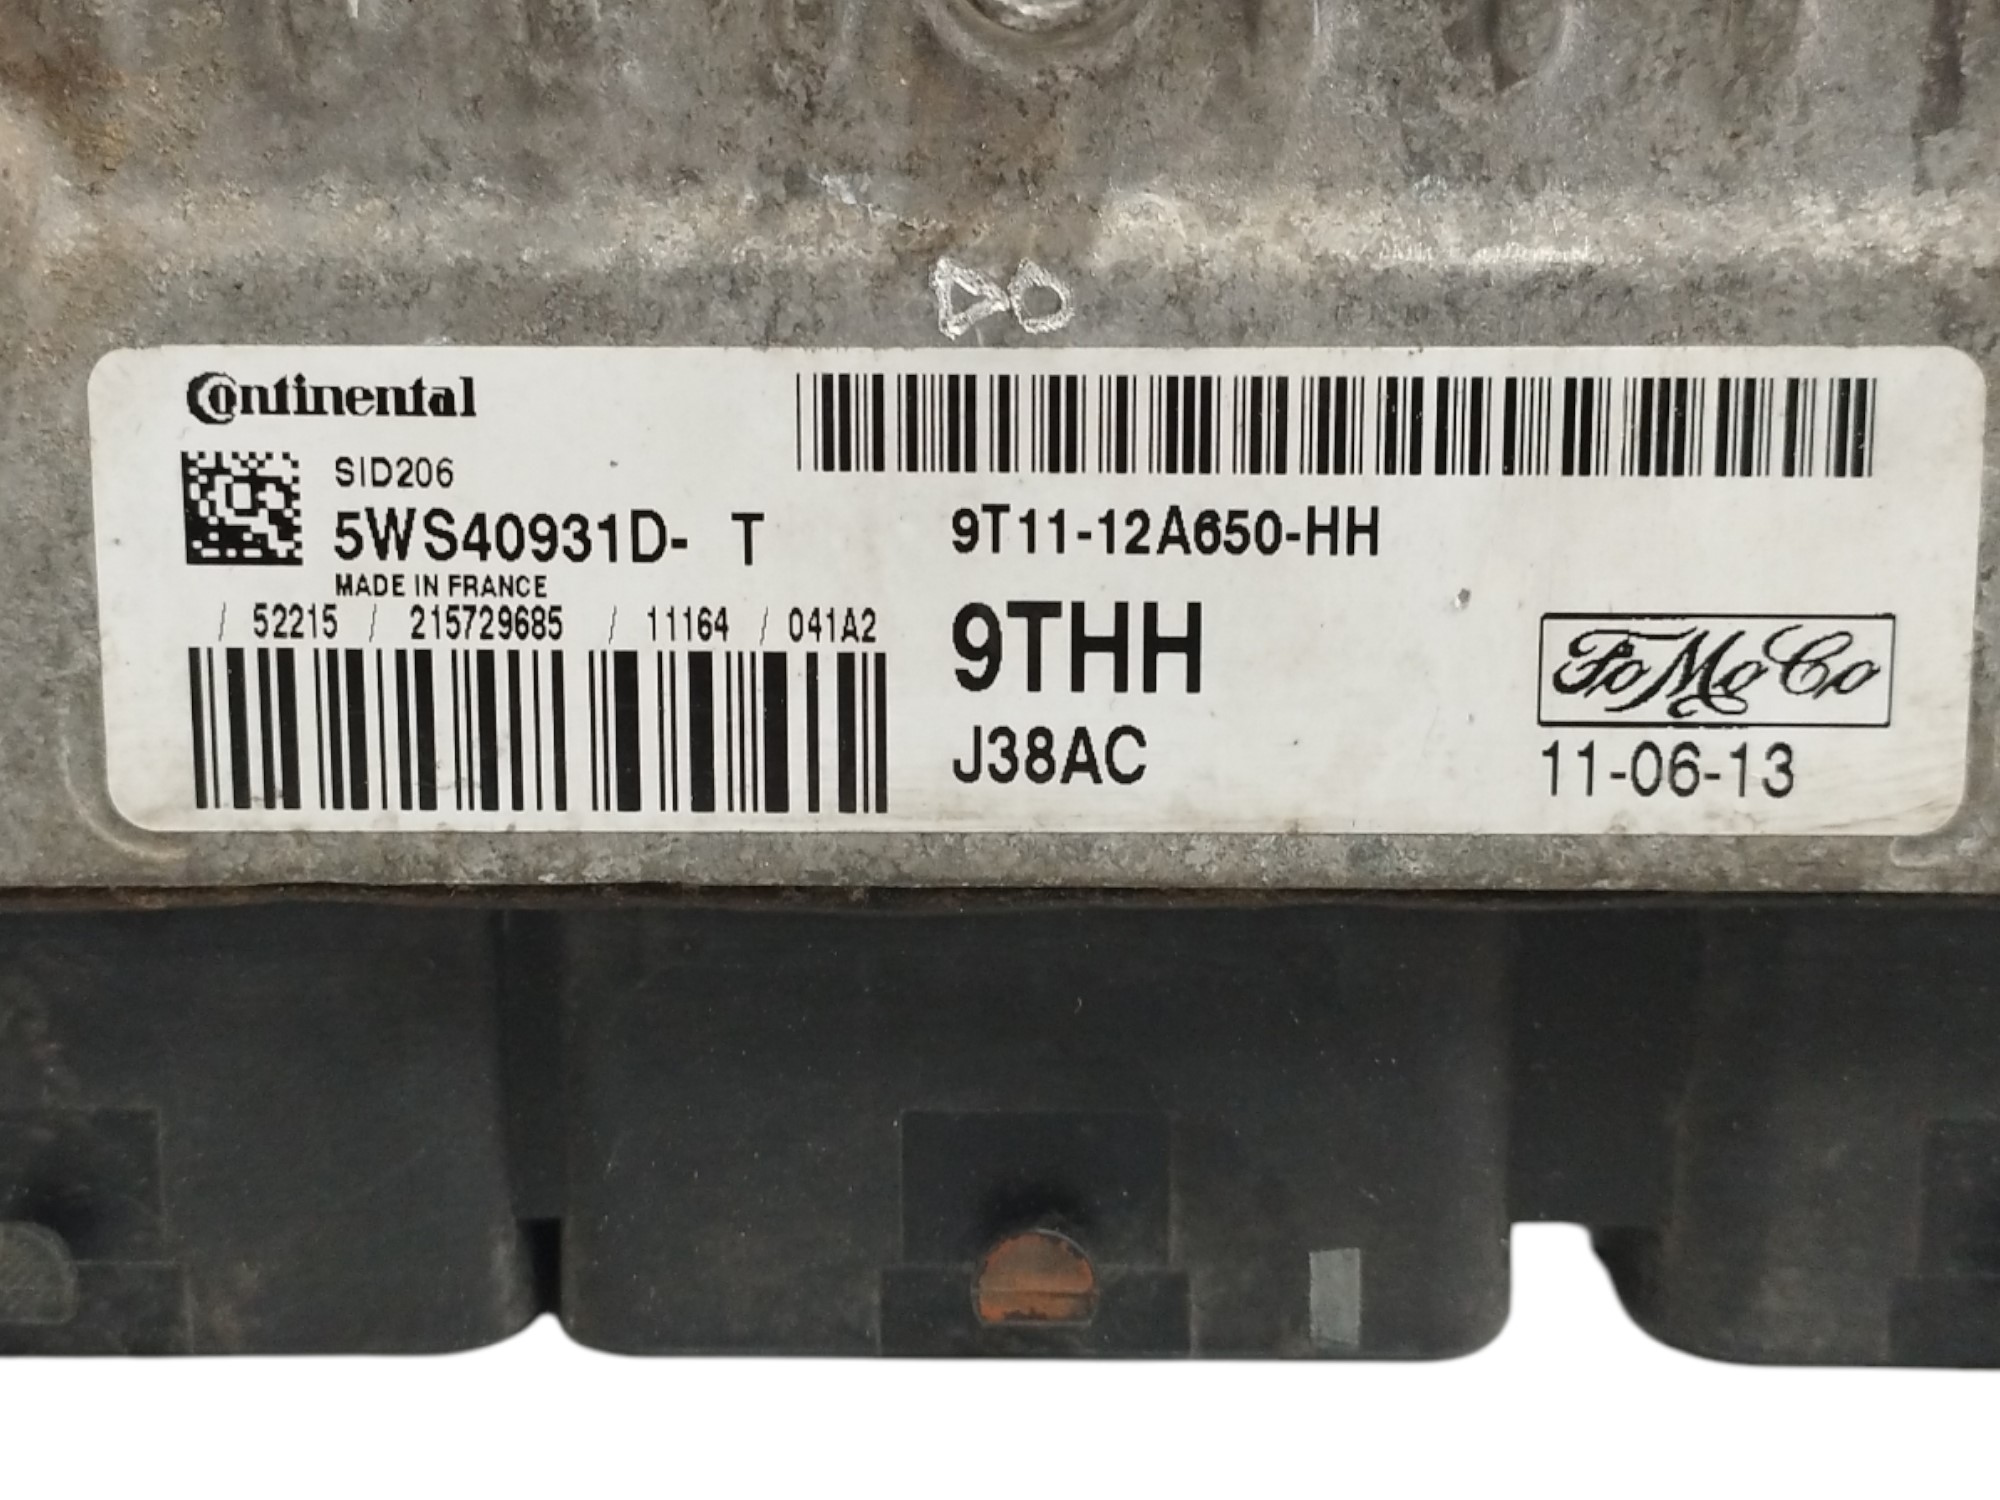 DO
Continental
SID206
5WS40931D- T
MADE IN FRANCE
/ 52215 / 215729685 / 11164 / 041A2
9T11-12A650-HH
9THH
J38AC
FoMoCo
11-06-13